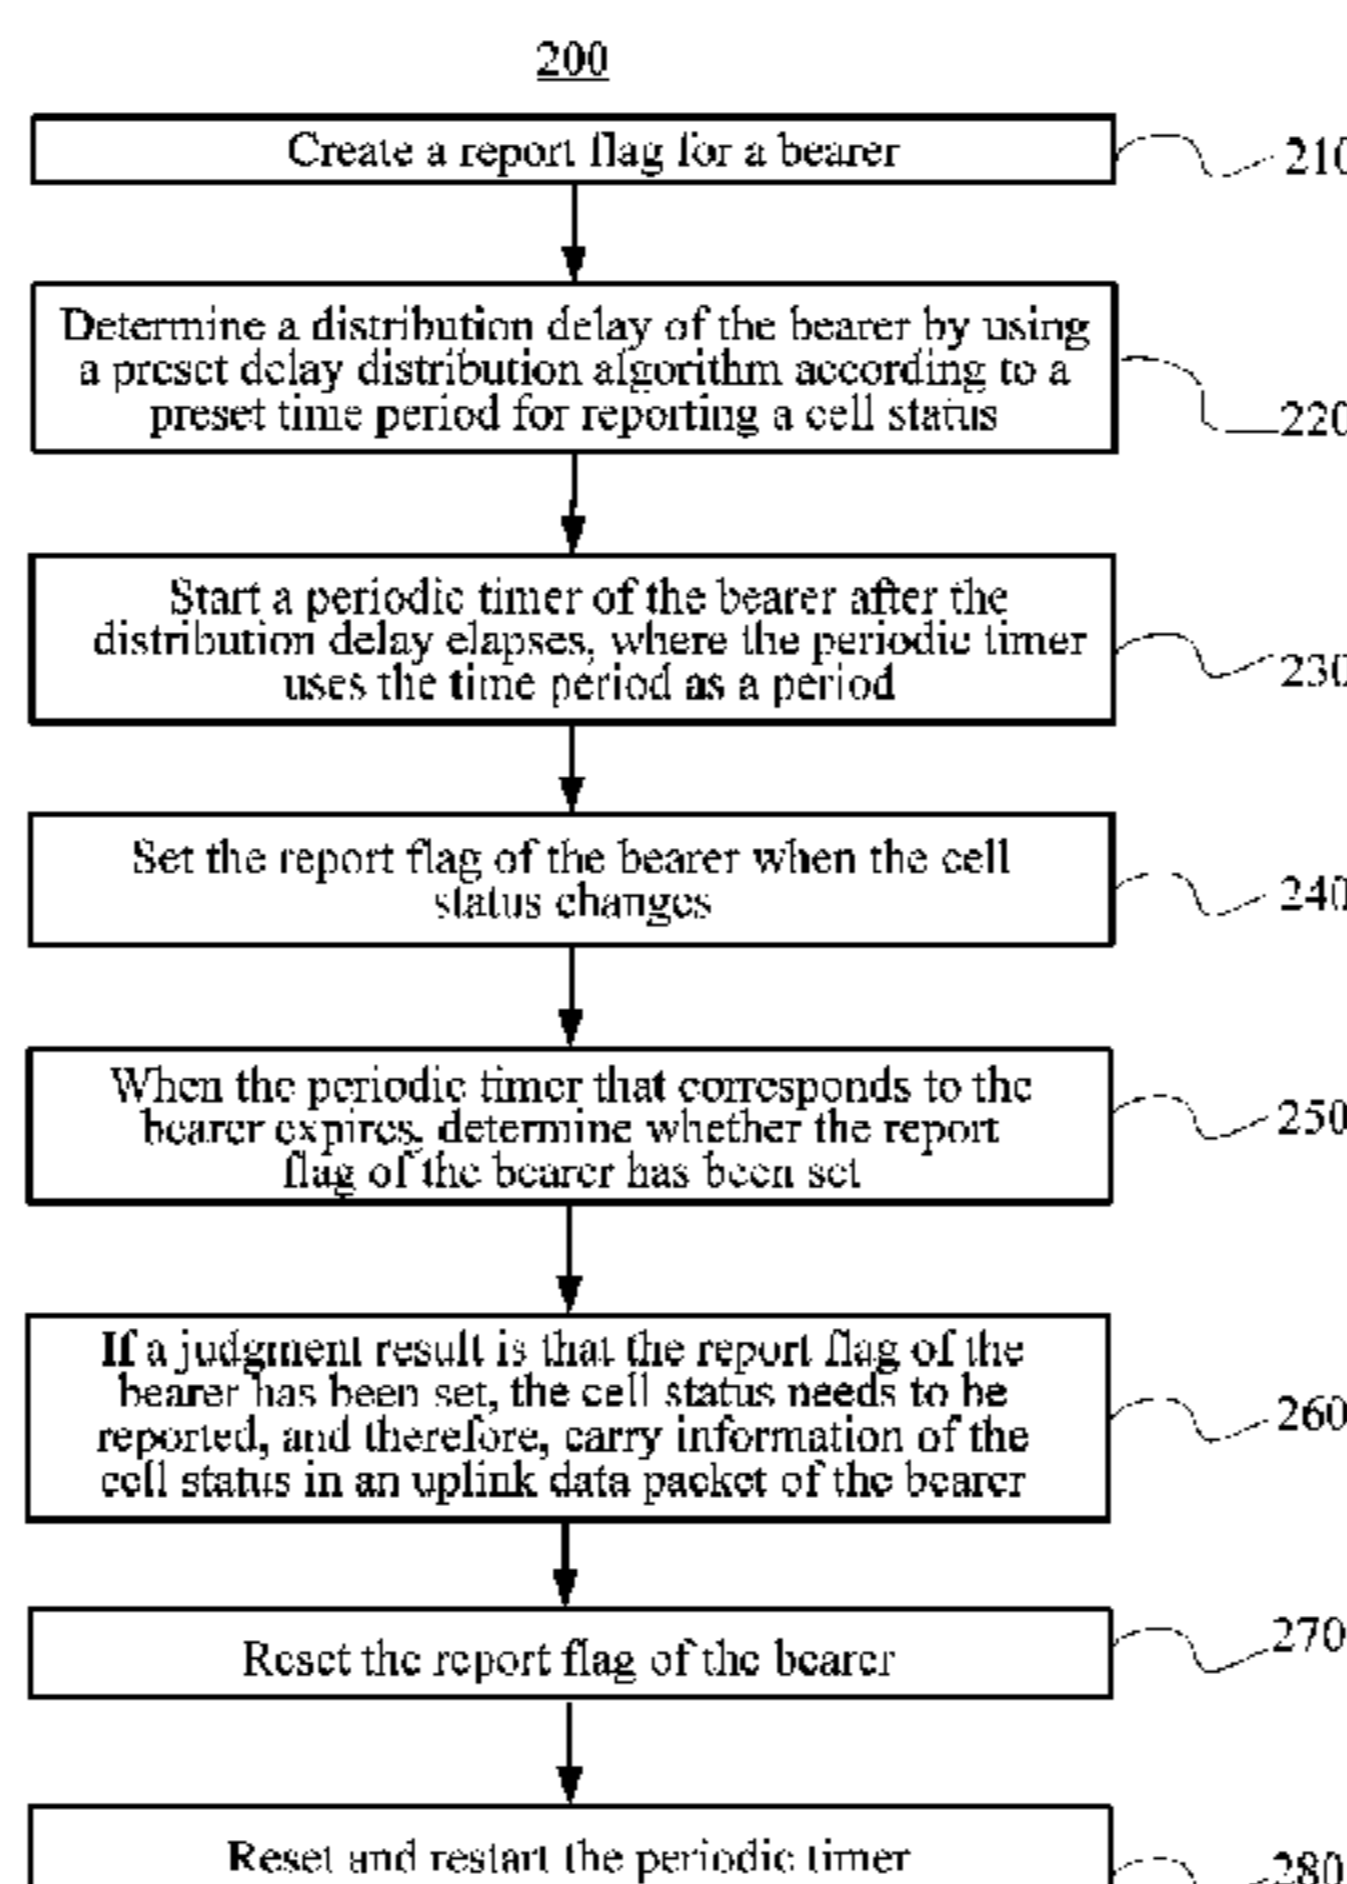 200
Create a report flag for a bearer
210
Determine a distribution delay of the bearer by using
a preset delay distribution algorithm according to a
preset time period for reporting a cell status
220
Start a periodic timer of the bearer after the
distribution delay elapses, where the periodic timer
uses the time period as a period
230
Set the report flag of the bearer when the cell
status changes
240
When the periodic timer that corresponds to the
bearer expires, determine whether the report
flag of the bearer has been set
250
If a judgment result is that the report flag of the
bearer has been set, the cell status needs to be
reported, and therefore, carry information of the
cell status in an uplink data packet of the bearer
260
Reset the report flag of the bearer
270
Reset and restart the periodic timer
280